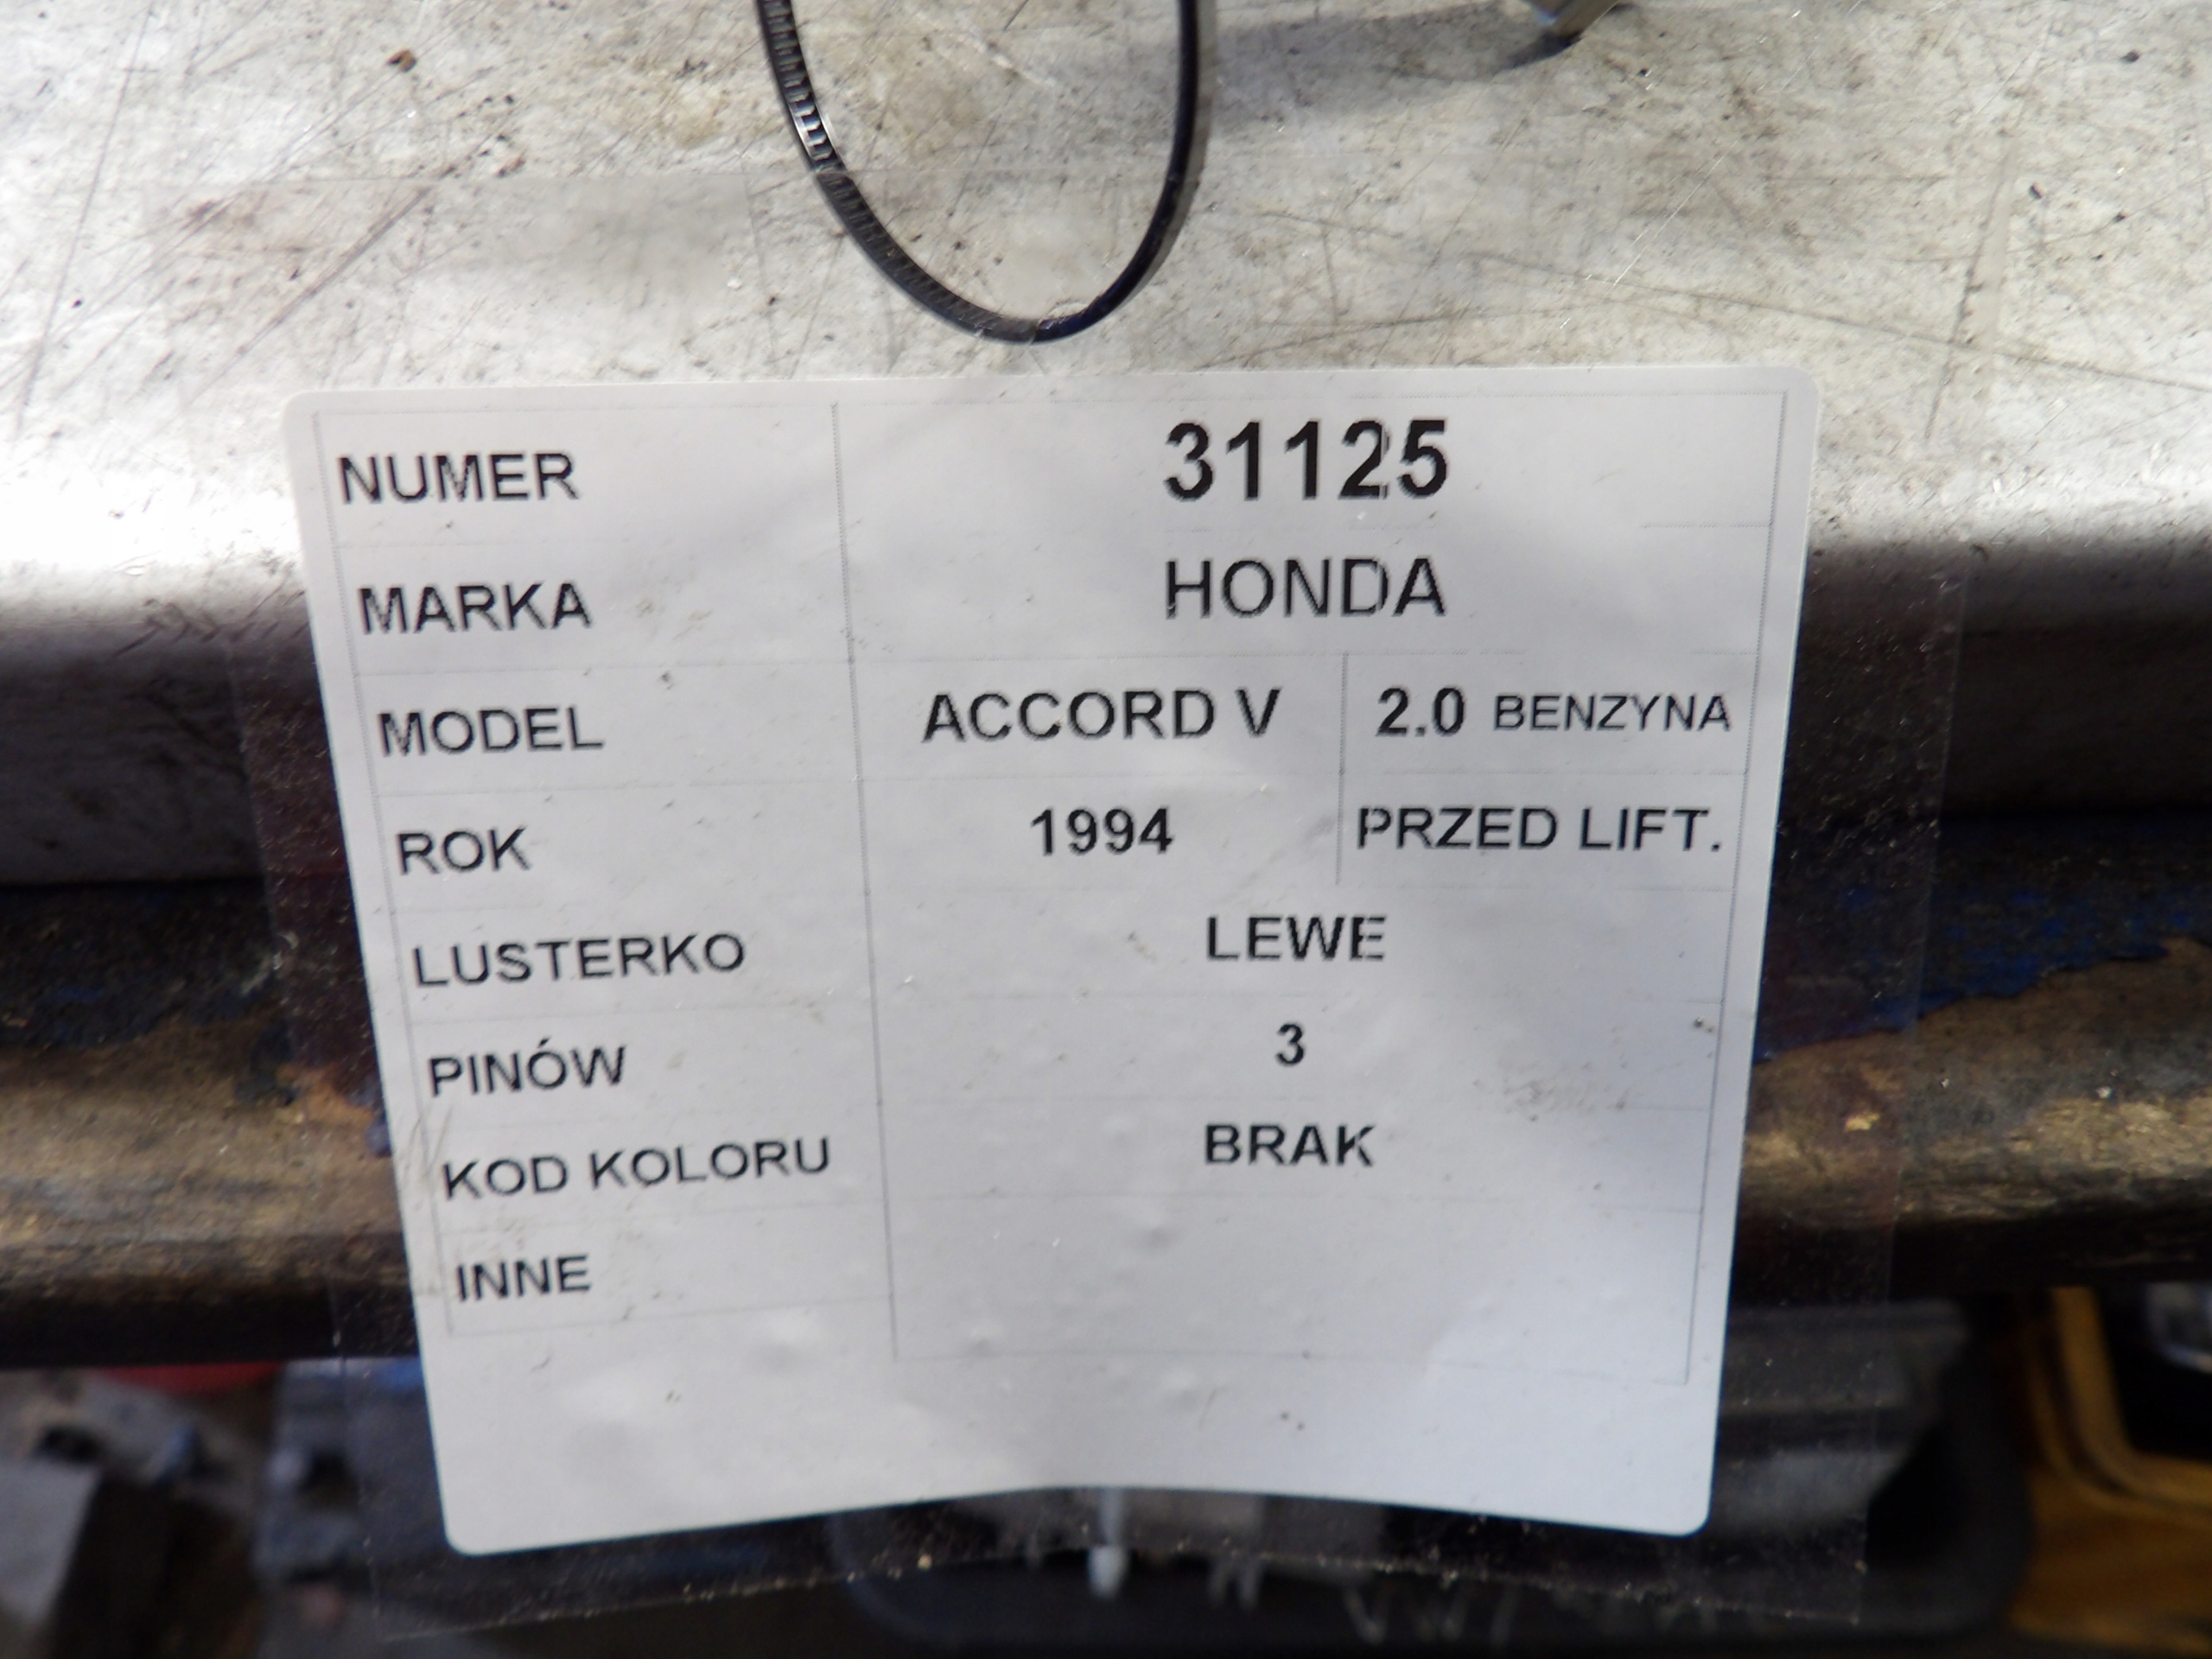 NUMER 31125
MARKA HONDA
MODEL ACCORD V 2.0 BENZYNA
ROK 1994 PRZED LIFT.
LUSTERKO LEWE
PINÓW 3
KOD KOLORU BRAK
INNE